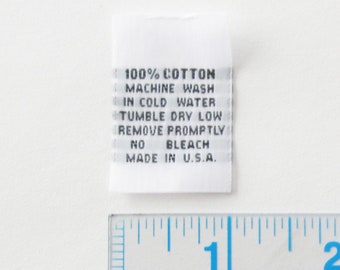 100% COTTON
MACHINE WASH
IN COLD WATER
TUMBLE DRY LOW
REMOVE PROMPTLY
NO BLEACH
MADE IN U.S.A.
1 2